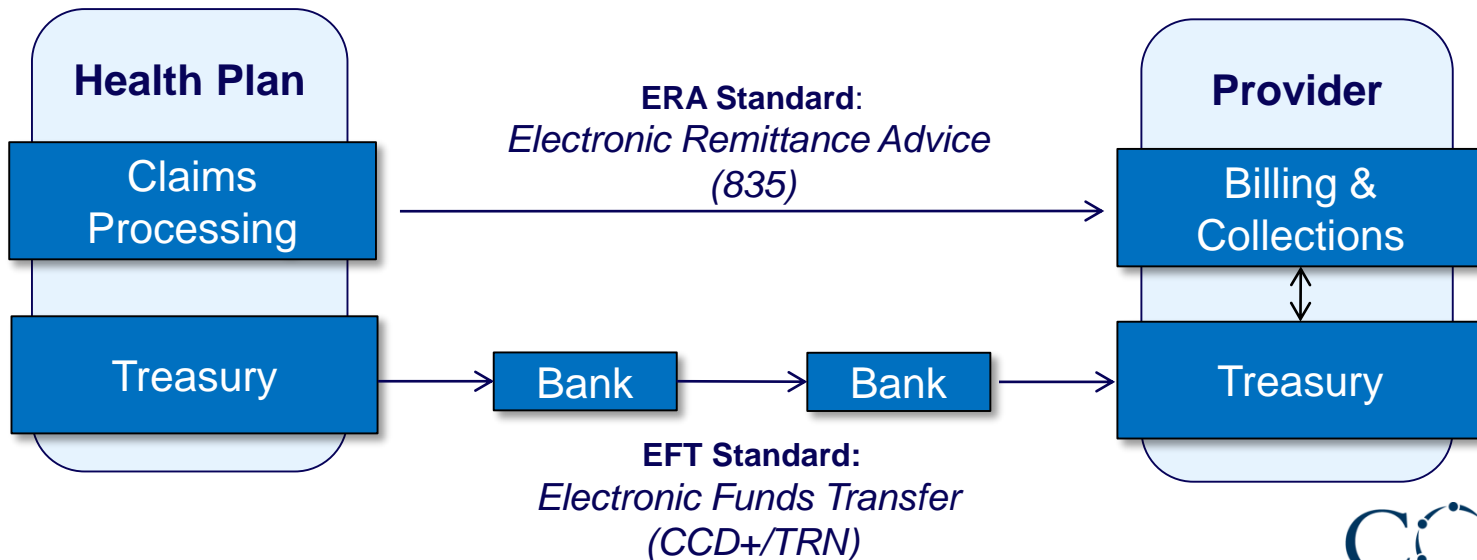 Health Plan
Claims
Processing
Treasury
ERA Standard:
Electronic Remittance Advice
(835)
Bank
Bank
EFT Standard:
Electronic Funds Transfer
(CCD+/TRN)
Provider
Billing &
Collections
Treasury